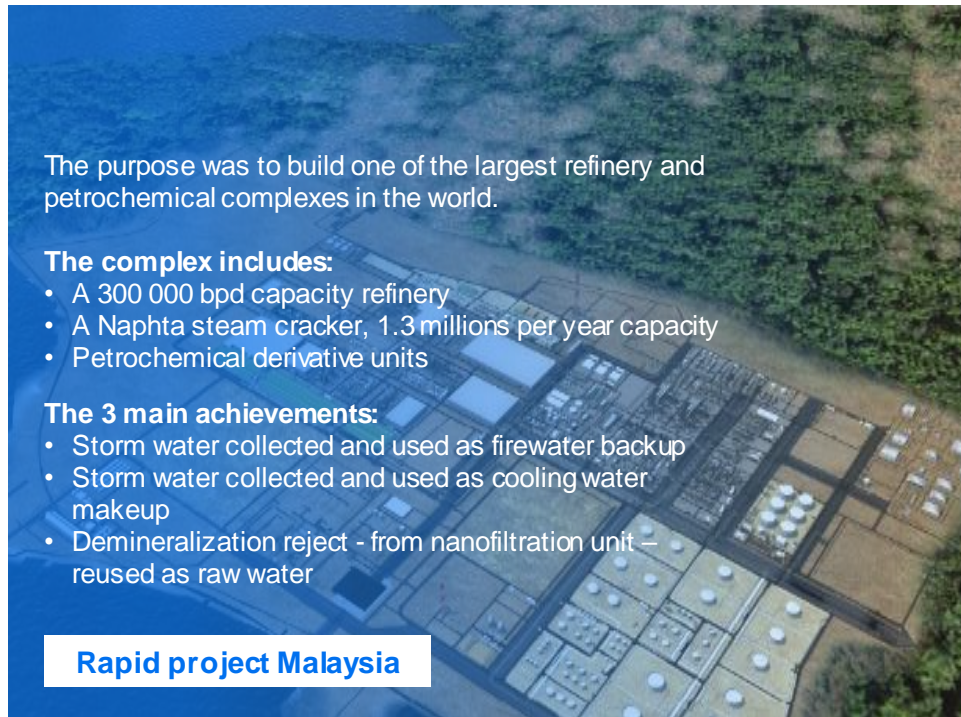 The purpose was to build one of the largest refinery and
petrochemical complexes in the world.
The complex includes:
• A 300 000 bpd capacity refinery
• A Naphta steam cracker, 1.3 millions per year capacity
• Petrochemical derivative units
The 3 main achievements:
• Storm water collected and used as firewater backup
• Storm water collected and used as cooling water
makeup
• Demineralization reject - from nanofiltration unit –
reused as raw water
Rapid project Malaysia